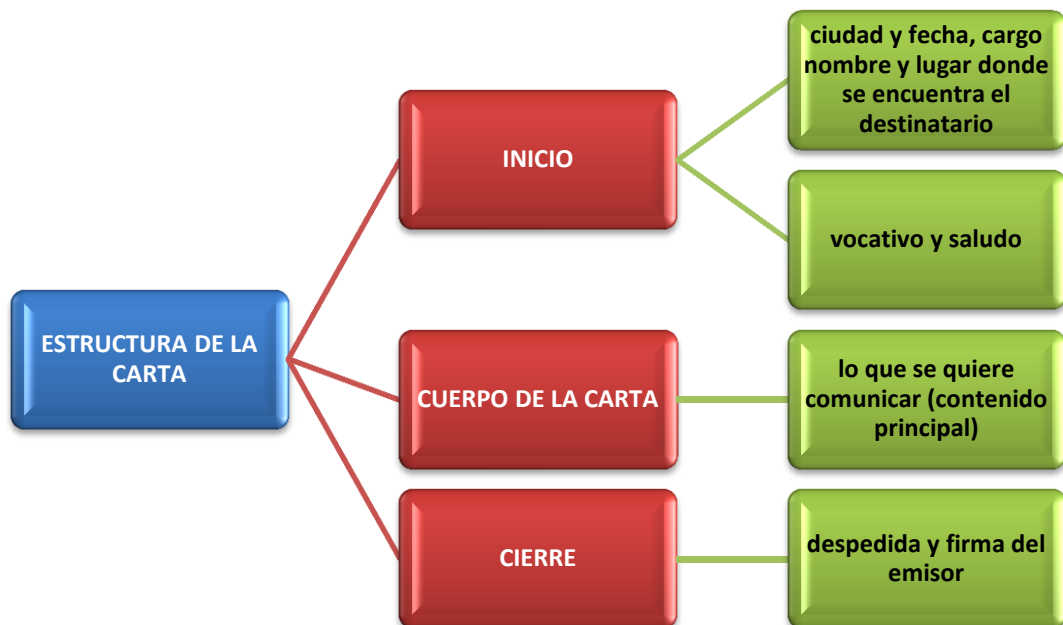 ESTRUCTURA DE LA
CARTA
INICIO
ciudad y fecha, cargo
nombre y lugar donde
se encuentra el
destinatario
vocativo y saludo
CUERPO DE LA CARTA
lo que se quiere
comunicar (contenido
principal)
CIERRE
despedida y firma del
emisor